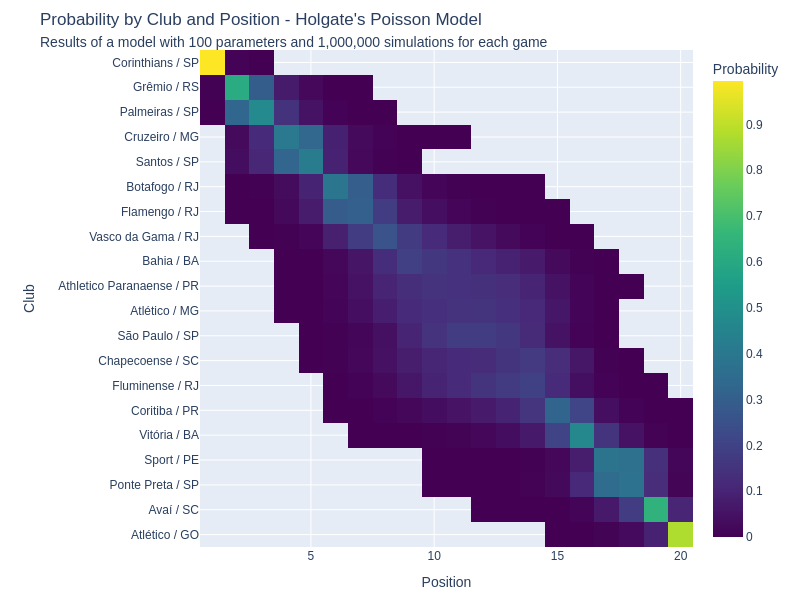 Probability by Club and Position - Holgate's Poisson Model
Results of a model with 100 parameters and 1,000,000 simulations for each game
Probability
Corinthians / SP
Grêmio / RS
Palmeiras / SP
Cruzeiro / MG
Santos / SP
Botafogo / RJ
Flamengo / RJ
Vasco da Gama / RJ
Bahia / BA
Athletico Paranaense / PR
Atlético / MG
São Paulo / SP
Chapecoense / SC
Fluminense / RJ
Coritiba / PR
Vitória / BA
Sport / PE
Ponte Preta / SP
Avaí / SC
Atlético / GO
Club
5
10
15
20
Position
0.9
0.8
0.7
0.6
0.5
0.4
0.3
0.2
0.1
0